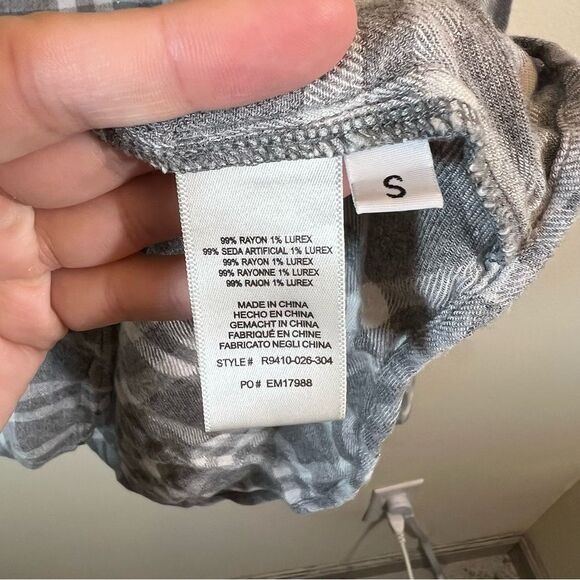 S
99% RAYON 1% LUREX
99% SEDA ARTIFICIAL 1% LUREX
99% RAYON 1% LUREX
99% RAYONNE 1% LUREX
99% RAION 1% LUREX
MADE IN CHINA
HECHO EN CHINA
GEMACHT IN CHINA
FABRIQUÉ EN CHINE
FABRICATO NEGLI CHINA
STYLE# R9410-026-304
PO# EM17988